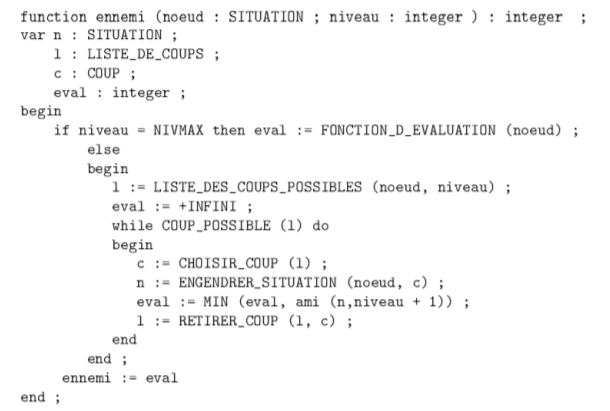 function ennemi (noeud : SITUATION ; niveau : integer ) : integer ;
var n : SITUATION ;
l : LISTE_DE_COUPS ;
c : COUP ;
eval : integer ;
begin
if niveau = NIVMAX then eval := FONCTION_D_EVALUATION (noeud) ;
else
begin
l := LISTE_DES_COUPS_POSSIBLES (noeud, niveau) ;
eval := +INFINI ;
while COUP_POSSIBLE (l) do
begin
c := CHOISIR_COUP (l) ;
n := ENGENDRER_SITUATION (noeud, c) ;
eval := MIN (eval, ami (n,niveau + 1)) ;
l := RETIRER_COUP (l, c) ;
end
end ;
ennemi := eval
end ;